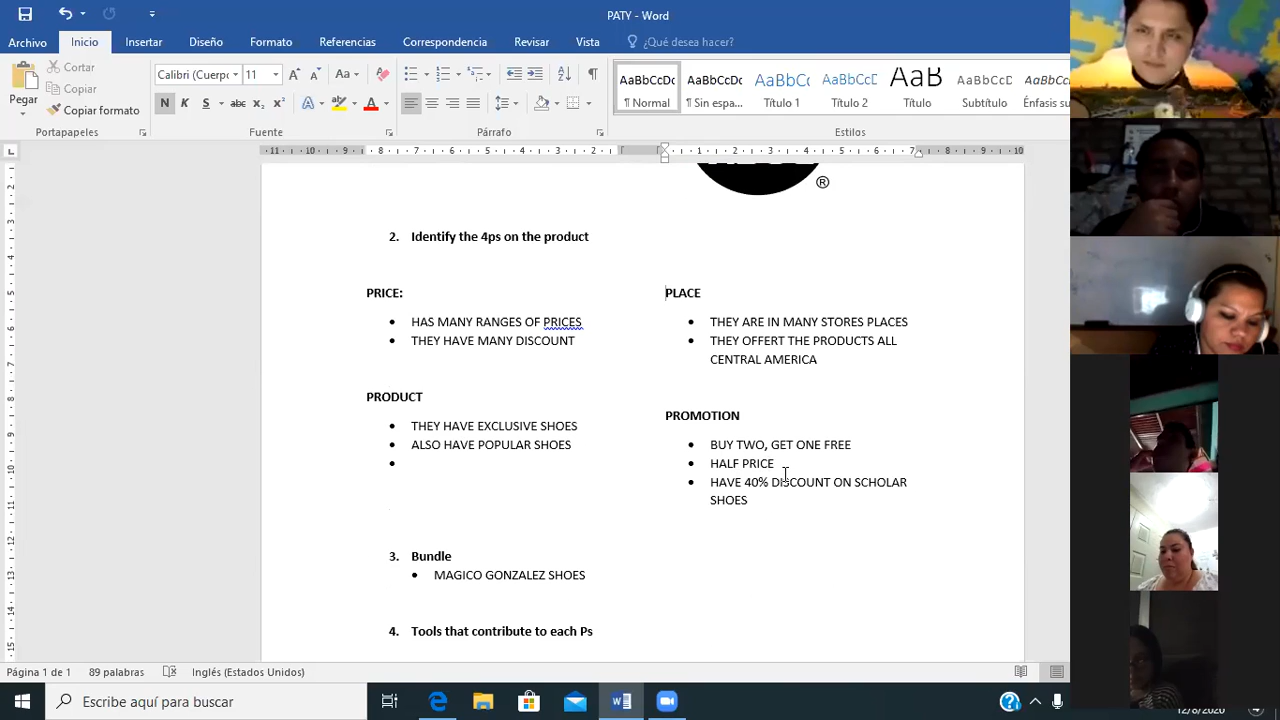 PATY - Word
Archivo Inicio Insertar Diseño Formato Referencias Correspondencias Revisar Vista ¿Qué desea hacer?
Pegar
Cortar
Copiar
Copiar formato
Portapapeles
Calibri (Cuerpo 11
Fuente
Párrafo
AaBbCcDc AaBbCcDc AaBbCc AaBbCcD AaB AaBbCcD AaBbCcDc
¶ Normal ¶ Sin espa... Título 1 Título 2 Título Subtítulo Énfasis su
Estilos
®
2. Identify the 4ps on the product
PRICE:
• HAS MANY RANGES OF PRICES
• THEY HAVE MANY DISCOUNT
PRODUCT
• THEY HAVE EXCLUSIVE SHOES
• ALSO HAVE POPULAR SHOES
•
PLACE
• THEY ARE IN MANY STORES PLACES
• THEY OFFERT THE PRODUCTS ALL
CENTRAL AMERICA
PROMOTION
• BUY TWO, GET ONE FREE
• HALF PRICE
• HAVE 40% DISCOUNT ON SCHOLAR
SHOES
3. Bundle
• MAGICO GONZALEZ SHOES
4. Tools that contribute to each Ps
Página 1 de 1 89 palabras Inglés (Estados Unidos)
Escribe aquí para buscar
12/8/2020